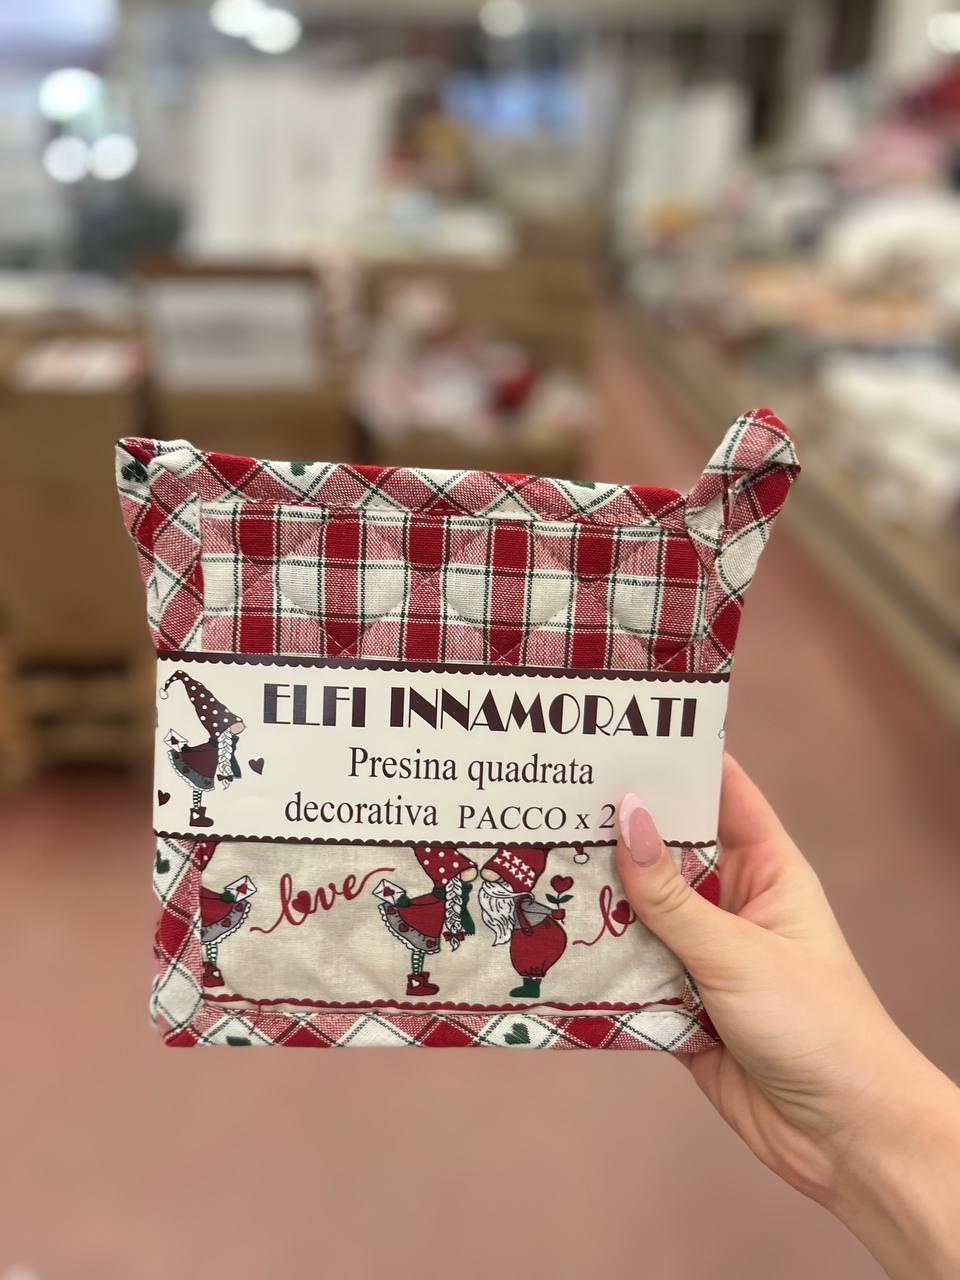 ELFI INNAMORATI
Presina quadrata
decorativa PACCO x 2
love